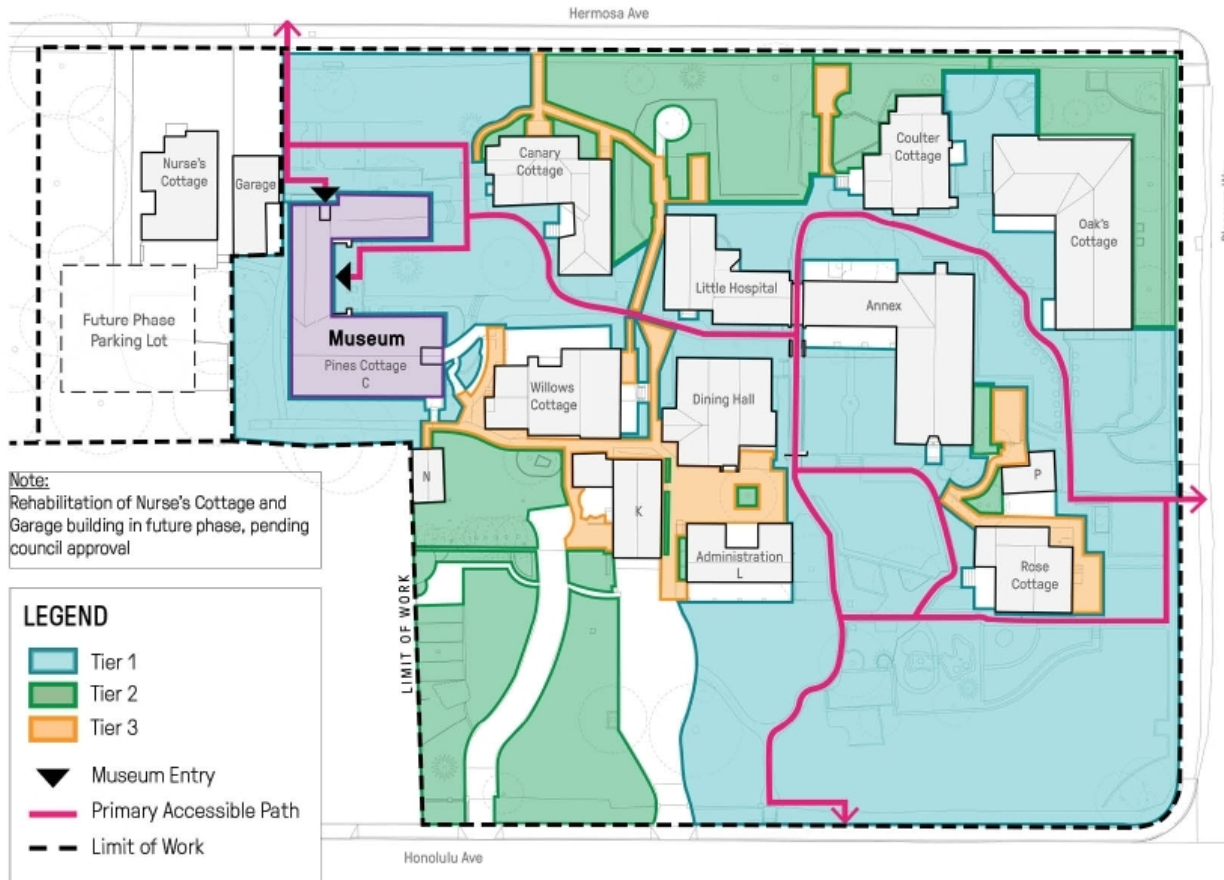 Hermosa Ave
Nurse's
Cottage
Garage
Canary
Cottage
Coulter
Cottage
Oak's
Cottage
Future Phase
Parking Lot
Museum
Pines Cottage
C
Little Hospital
Annex
Willows
Cottage
Dining Hall
N
K
P
Administration
L
Rose
Cottage
Note:
Rehabilitation of Nurse's Cottage and
Garage building in future phase, pending
council approval
LIMIT OF WORK
LEGEND
Tier 1
Tier 2
Tier 3
Museum Entry
Primary Accessible Path
Limit of Work
Honolulu Ave